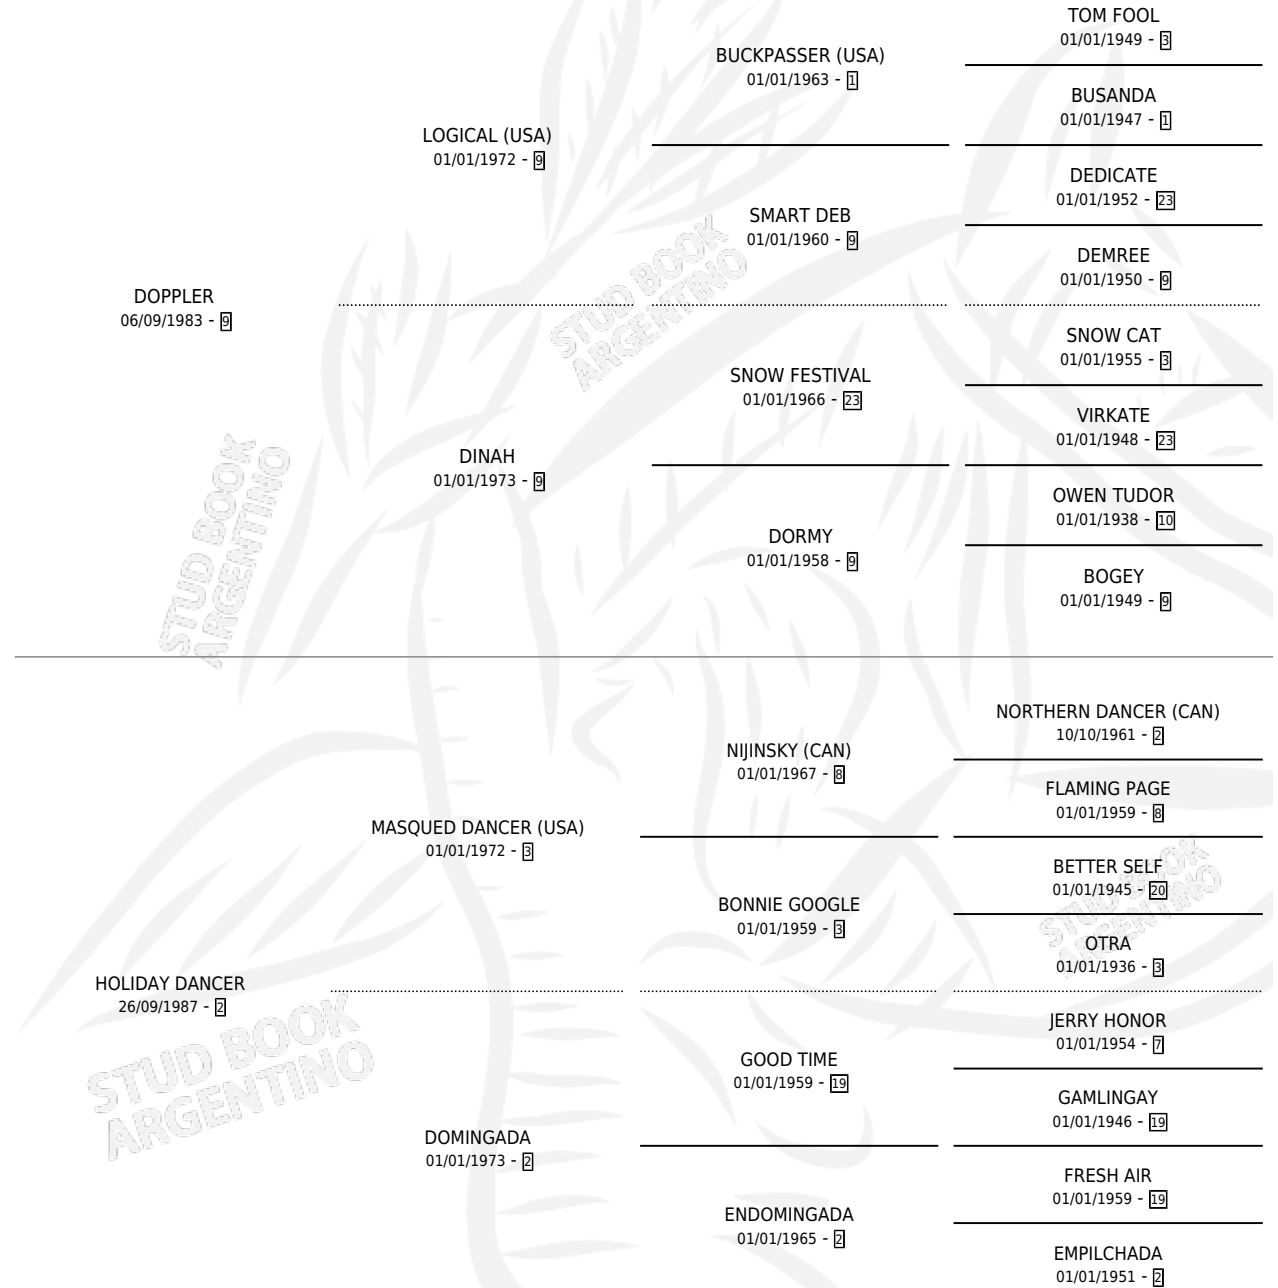 TOM FOOL
01/01/1949 - 3
BUCKPASSER (USA)
01/01/1963 - 1
BUSANDA
01/01/1947 - 1
LOGICAL (USA)
01/01/1972 - 9
DEDICATE
01/01/1952 - 23
SMART DEB
01/01/1960 - 9
DEMREE
01/01/1950 - 9
DOPPLER
06/09/1983 - 9
SNOW CAT
01/01/1955 - 3
SNOW FESTIVAL
01/01/1966 - 23
VIRKATE
01/01/1948 - 23
DINAH
01/01/1973 - 9
OWEN TUDOR
01/01/1938 - 10
DORMY
01/01/1958 - 9
BOGEY
01/01/1949 - 9
STUD BOOK
ARGENTINO
STUD BOOK
ARGENTINO
NORTHERN DANCER (CAN)
10/10/1961 - 2
NIJINSKY (CAN)
01/01/1967 - 8
FLAMING PAGE
01/01/1959 - 8
MASQUED DANCER (USA)
01/01/1972 - 3
BETTER SELF
01/01/1945 - 20
BONNIE GOOGLE
01/01/1959 - 3
OTRA
01/01/1936 - 3
HOLIDAY DANCER
26/09/1987 - 2
JERRY HONOR
01/01/1954 - 7
GOOD TIME
01/01/1959 - 19
GAMLINGAY
01/01/1946 - 19
DOMINGADA
01/01/1973 - 2
FRESH AIR
01/01/1959 - 19
ENDOMINGADA
01/01/1965 - 2
EMPILCHADA
01/01/1951 - 2
STUD BOOK
ARGENTINO
STUD BOOK
ARGENTINO